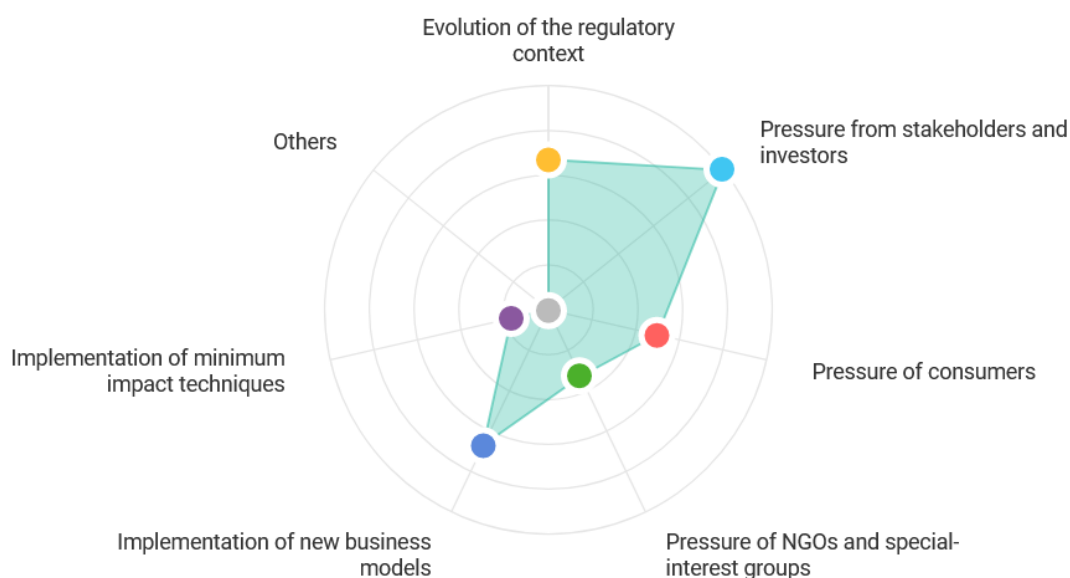 Evolution of the regulatory
context
Pressure from stakeholders and
investors
Others
Implementation of minimum
impact techniques
Pressure of consumers
Implementation of new business
models
Pressure of NGOs and special-
interest groups